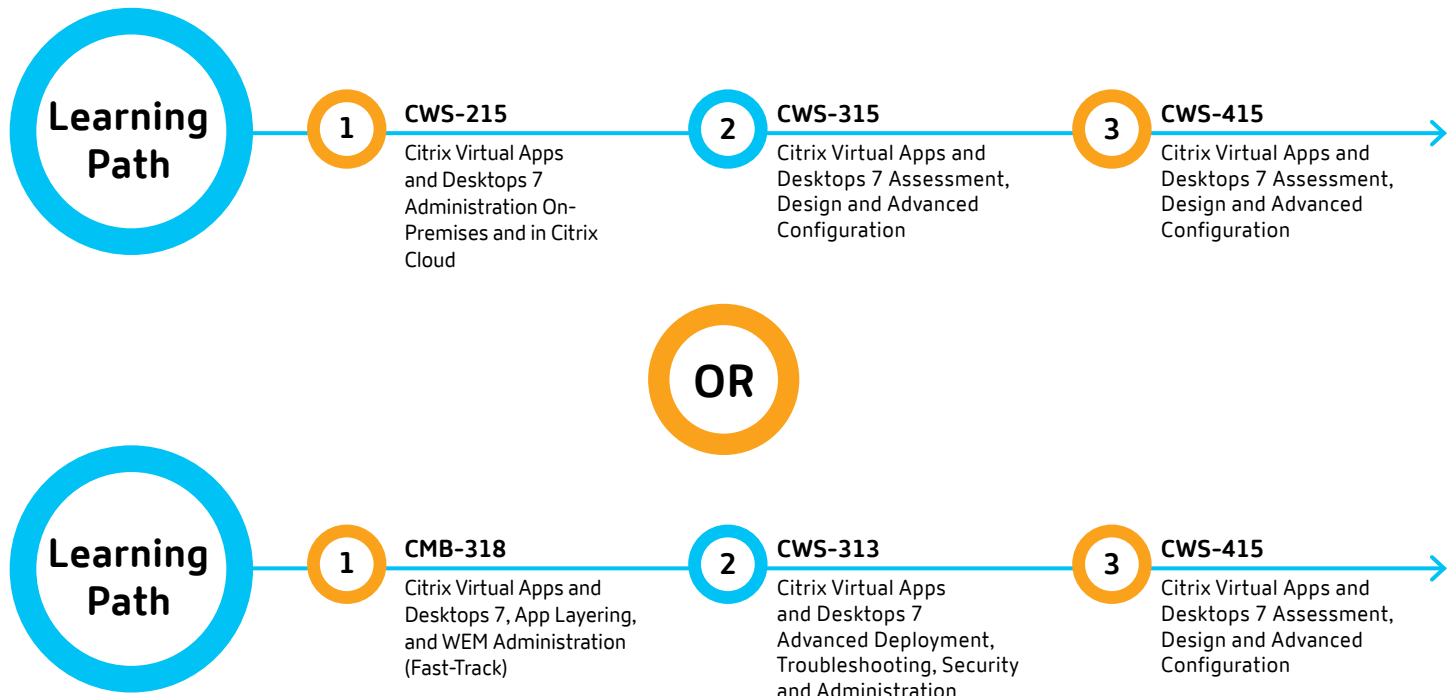 Learning
Path
1
CWS-215
Citrix Virtual Apps
and Desktops 7
Administration On-
Premises and in Citrix
Cloud
2
CWS-315
Citrix Virtual Apps and
Desktops 7 Assessment,
Design and Advanced
Configuration
3
CWS-415
Citrix Virtual Apps and
Desktops 7 Assessment,
Design and Advanced
Configuration
OR
Learning
Path
1
CMB-318
Citrix Virtual Apps and
Desktops 7, App Layering,
and WEM Administration
(Fast-Track)
2
CWS-313
Citrix Virtual Apps
and Desktops 7
Advanced Deployment,
Troubleshooting, Security
and Administration
3
CWS-415
Citrix Virtual Apps and
Desktops 7 Assessment,
Design and Advanced
Configuration